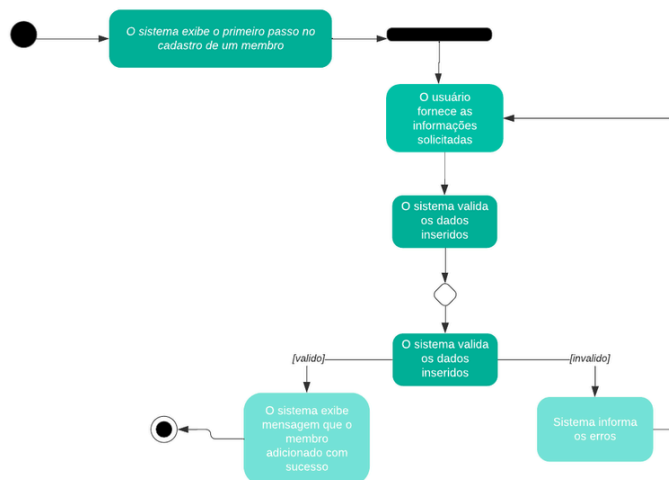 O sistema exibe o primeiro passo no
cadastro de um membro
O usuário
fornece as
informações
solicitadas
O sistema valida
os dados
inseridos
O sistema valida
os dados
inseridos
[valido]
[invalido]
O sistema exibe
mensagem que o
membro
adicionado com
sucesso
Sistema informa
os erros